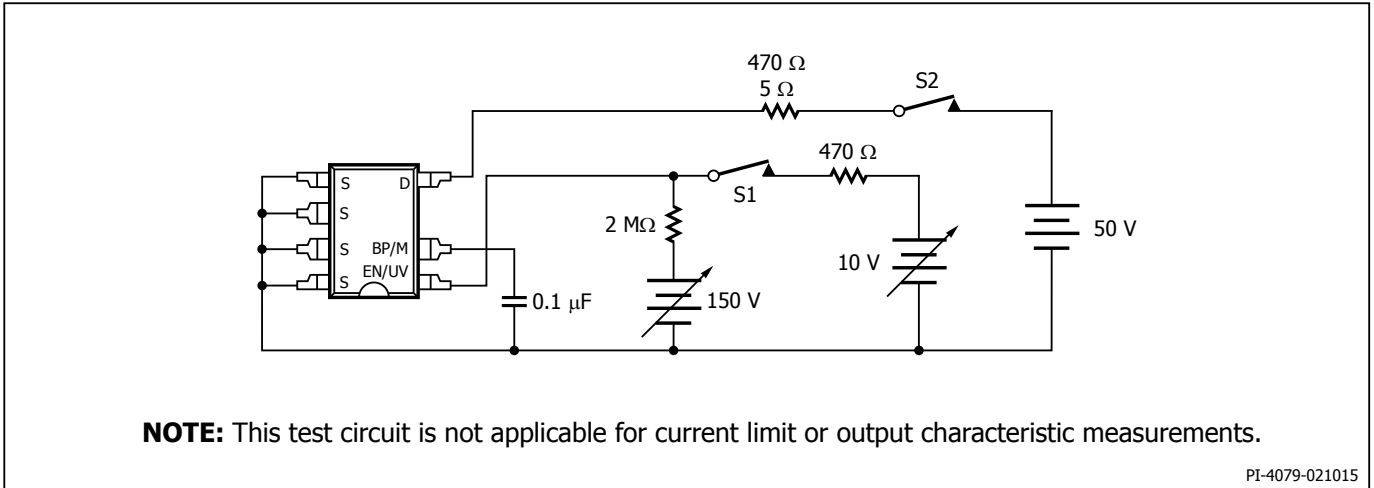 470 Ω
5 Ω
S2
470 Ω
S1
S D
S
S BP/M
EN/UV
S
2 MΩ
50 V
10 V
0.1 μF
150 V
NOTE: This test circuit is not applicable for current limit or output characteristic measurements.
PI-4079-021015